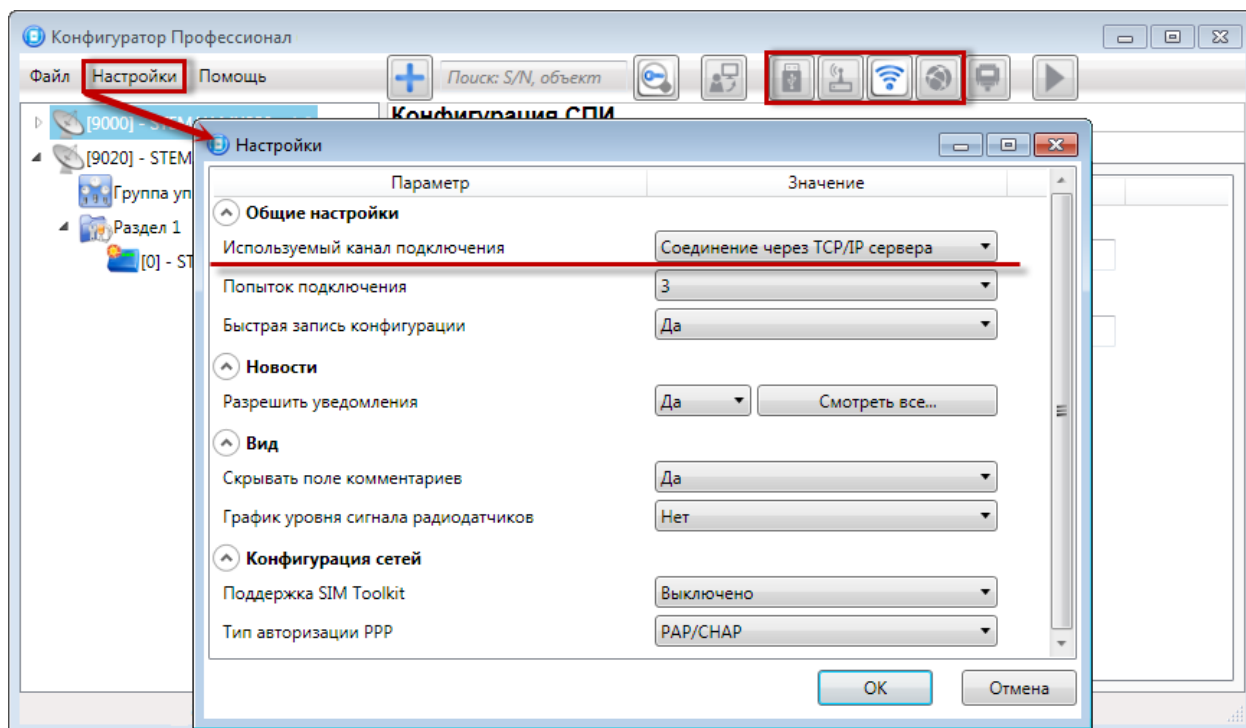 Конфигуратор Профессионал
Файл Настройки Помощь Поиск: S/N, объект
Конфигурация СПИ
[9000] - STEM
[9020] - STEM
Группа уп
Раздел 1
[0] - ST
Настройки
Параметр Значение
Общие настройки
Используемый канал подключения Соединение через TCP/IP сервера
Попыток подключения 3
Быстрая запись конфигурации Да
Новости
Разрешить уведомления Да Смотреть все...
Вид
Скрывать поле комментариев Да
График уровня сигнала радиодатчиков Нет
Конфигурация сетей
Поддержка SIM Toolkit Выключено
Тип авторизации PPP PAP/CHAP
OK Отмена